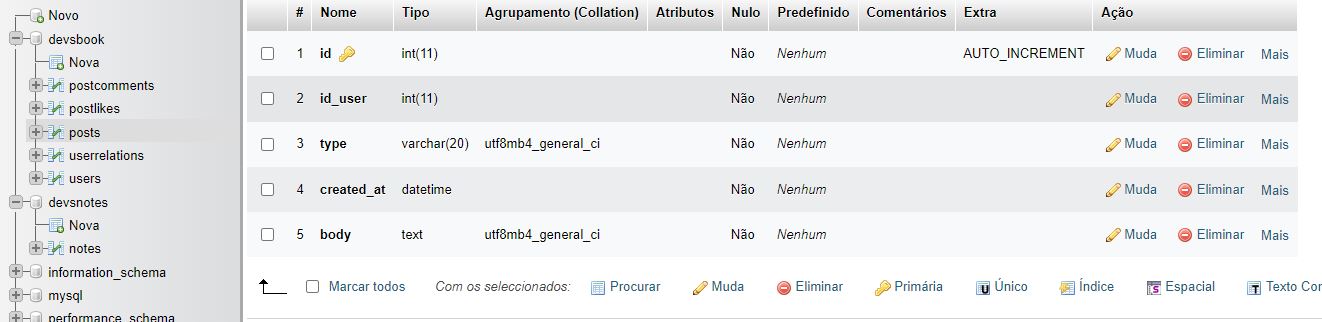 Novo
devsbook
Nova
postcomments
postlikes
posts
userrelations
users
devsnotes
Nova
notes
information_schema
mysql
performance_schema
# Nome Tipo Agrupamento (Collation) Atributos Nulo Predefinido Comentários Extra Ação
1 id int(11) Não Nenhum AUTO_INCREMENT Muda Eliminar Mais
2 id_user int(11) Não Nenhum Muda Eliminar Mais
3 type varchar(20) utf8mb4_general_ci Não Nenhum Muda Eliminar Mais
4 created_at datetime Não Nenhum Muda Eliminar Mais
5 body text utf8mb4_general_ci Não Nenhum Muda Eliminar Mais
Marcar todos Com os seleccionados: Procurar Muda Eliminar Primária Único Índice Espacial Texto Co